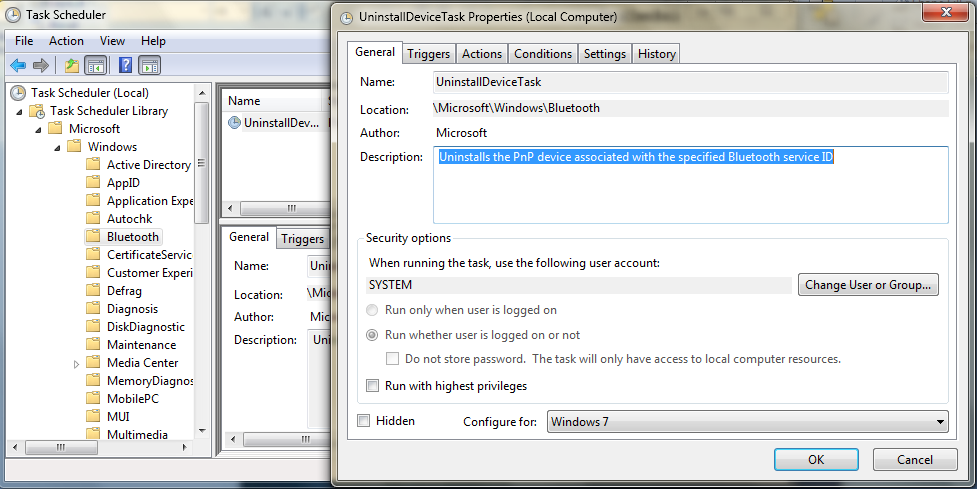 Task Scheduler
File Action View Help
Task Scheduler (Local)
Task Scheduler Library
Microsoft
Windows
Active Directory
AppID
Application Expe
Autochk
Bluetooth
CertificateServic
Customer Experi
Defrag
Diagnosis
DiskDiagnostic
Maintenance
Media Center
MemoryDiagnos
MobilePC
MUI
Multimedia
Name
UninstallDev...
General Triggers
Name: Uni
Location: \Mic
Author: Mic
Description: Uni
UninstallDeviceTask Properties (Local Computer)
General Triggers Actions Conditions Settings History
Name: UninstallDeviceTask
Location: \Microsoft\Windows\Bluetooth
Author: Microsoft
Description: Uninstalls the PnP device associated with the specified Bluetooth service ID
Security options
When running the task, use the following user account:
SYSTEM Change User or Group...
Run only when user is logged on
Run whether user is logged on or not
Do not store password. The task will only have access to local computer resources.
Run with highest privileges
Hidden Configure for: Windows 7
OK Cancel